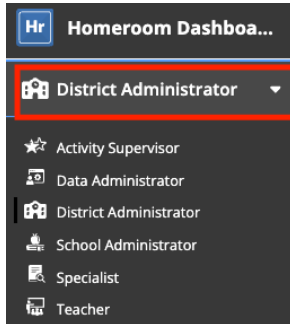 Hr Homeroom Dashboa...
District Administrator
Activity Supervisor
Data Administrator
District Administrator
School Administrator
Specialist
Teacher